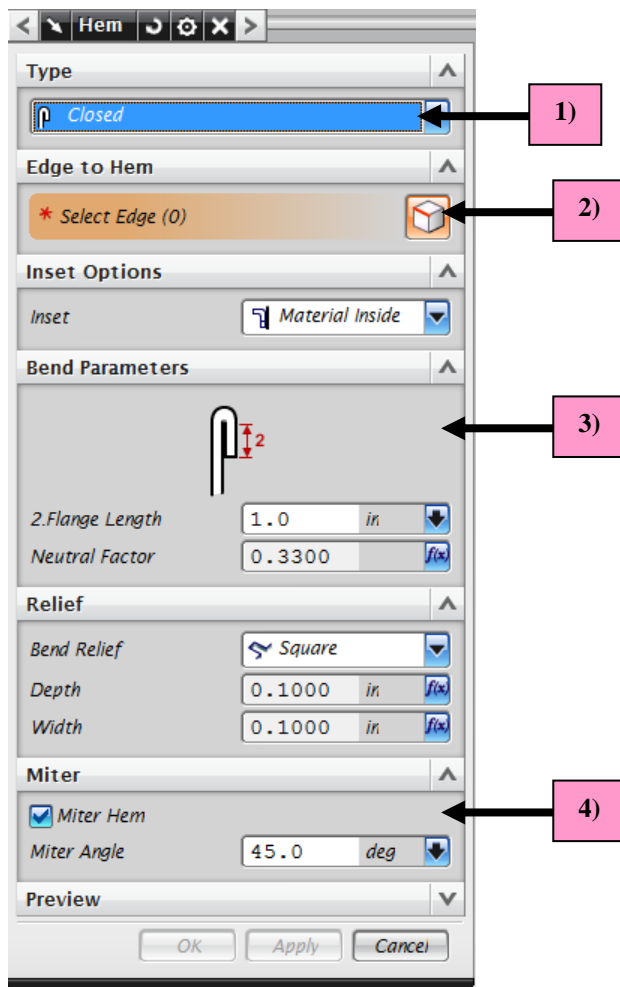 Hem
Type
Closed
1)
Edge to Hem
* Select Edge (0)
2)
Inset Options
Inset Material Inside
Bend Parameters
2
3)
2.Flange Length 1.0 in
Neutral Factor 0.3300 f(x)
Relief
Bend Relief Square
Depth 0.1000 in f(x)
Width 0.1000 in f(x)
Miter
Miter Hem
4)
Miter Angle 45.0 deg
Preview
OK Apply Cancel